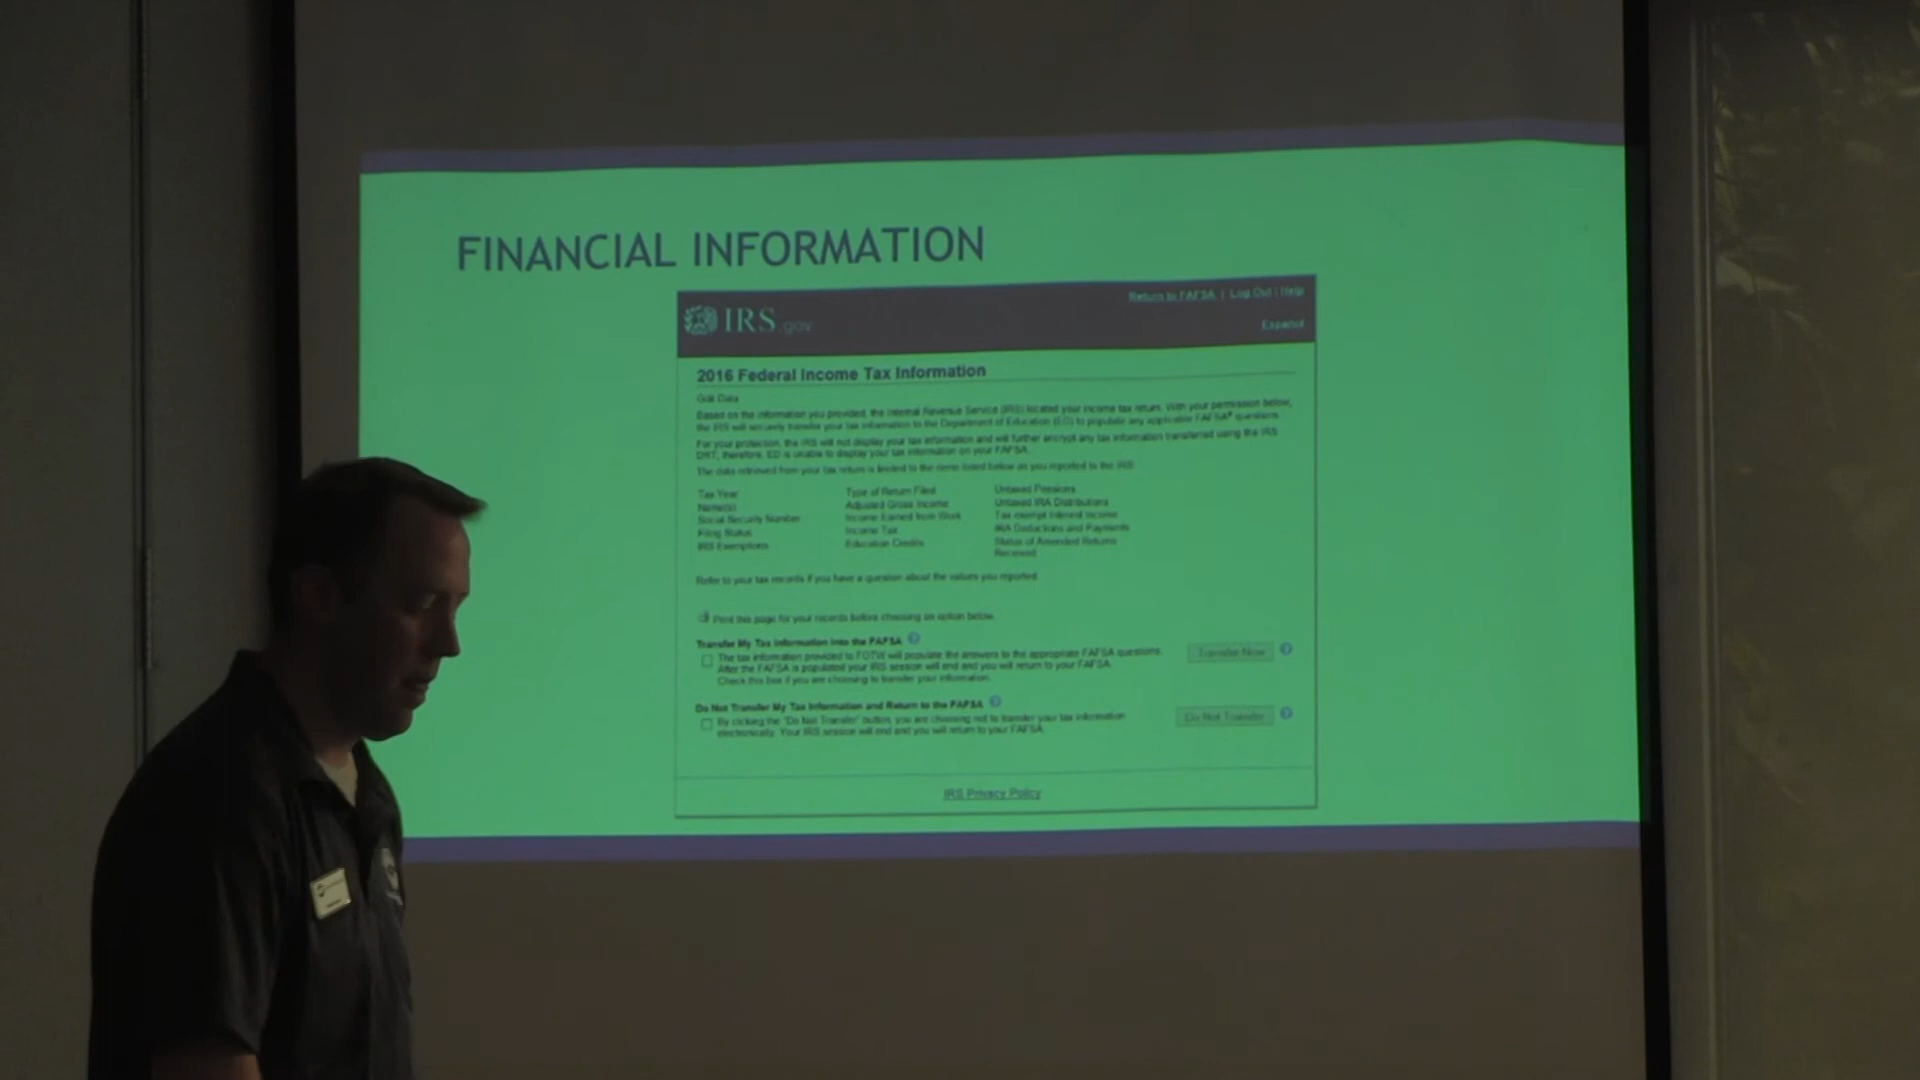 FINANCIAL INFORMATION
Return to FAFSA | Log Out | Help
IRS.gov
Español
2016 Federal Income Tax Information
Based on the information you provided, the Internal Revenue Service (IRS) located your income tax return. With your permission below,
the IRS will securely transfer your tax information to the Department of Education (ED) to populate any applicable FAFSA® questions.
For your protection, the IRS will not display your tax information and will further encrypt any tax information transferred using the IRS
DRT; therefore, ED is unable to display your tax information on your FAFSA.
The data retrieved from your tax return is limited to the items listed below as you reported to the IRS:
Tax Year
Name(s)
Social Security Number
Filing Status
IRS Exemptions
Type of Return Filed
Adjusted Gross Income
Income Earned from Work
Income Tax
Education Credits
Untaxed Pensions
Untaxed IRA Distributions
Tax-exempt Interest Income
IRA Deductions and Payments
Status of Amended Returns
Received
Refer to your tax records if you have a question about the values you reported.
Print this page for your records before choosing an option below.
Transfer My Tax Information into the FAFSA
The tax information provided to FOTW will populate the answers to the appropriate FAFSA questions.
After the FAFSA is populated your IRS session will end and you will return to your FAFSA.
Check this box if you are choosing to transfer your information.
Transfer Now
Do Not Transfer My Tax Information and Return to the FAFSA
By clicking the "Do Not Transfer" button, you are choosing not to transfer your tax information
electronically. Your IRS session will end and you will return to your FAFSA.
Do Not Transfer
IRS Privacy Policy